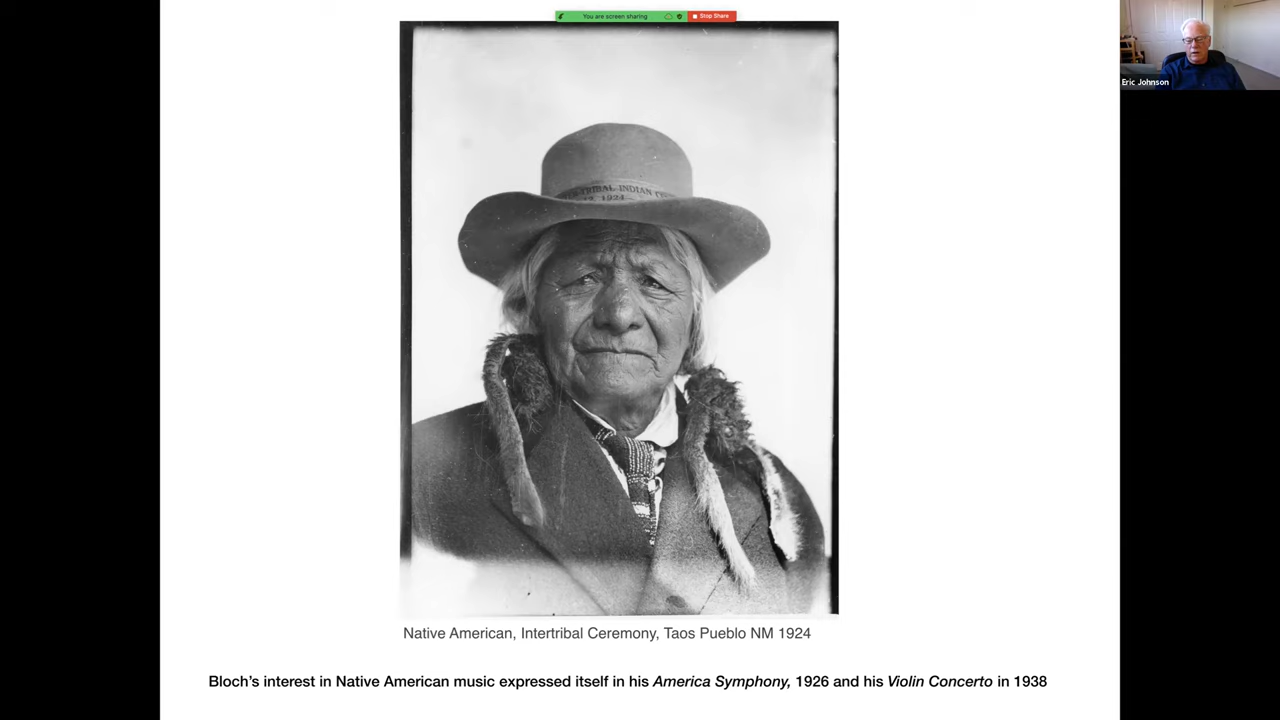 You are screen sharing
Stop Share
Eric Johnson
TRIBAL INDIAN
1924
Native American, Intertribal Ceremony, Taos Pueblo NM 1924
Bloch's interest in Native American music expressed itself in his America Symphony, 1926 and his Violin Concerto in 1938